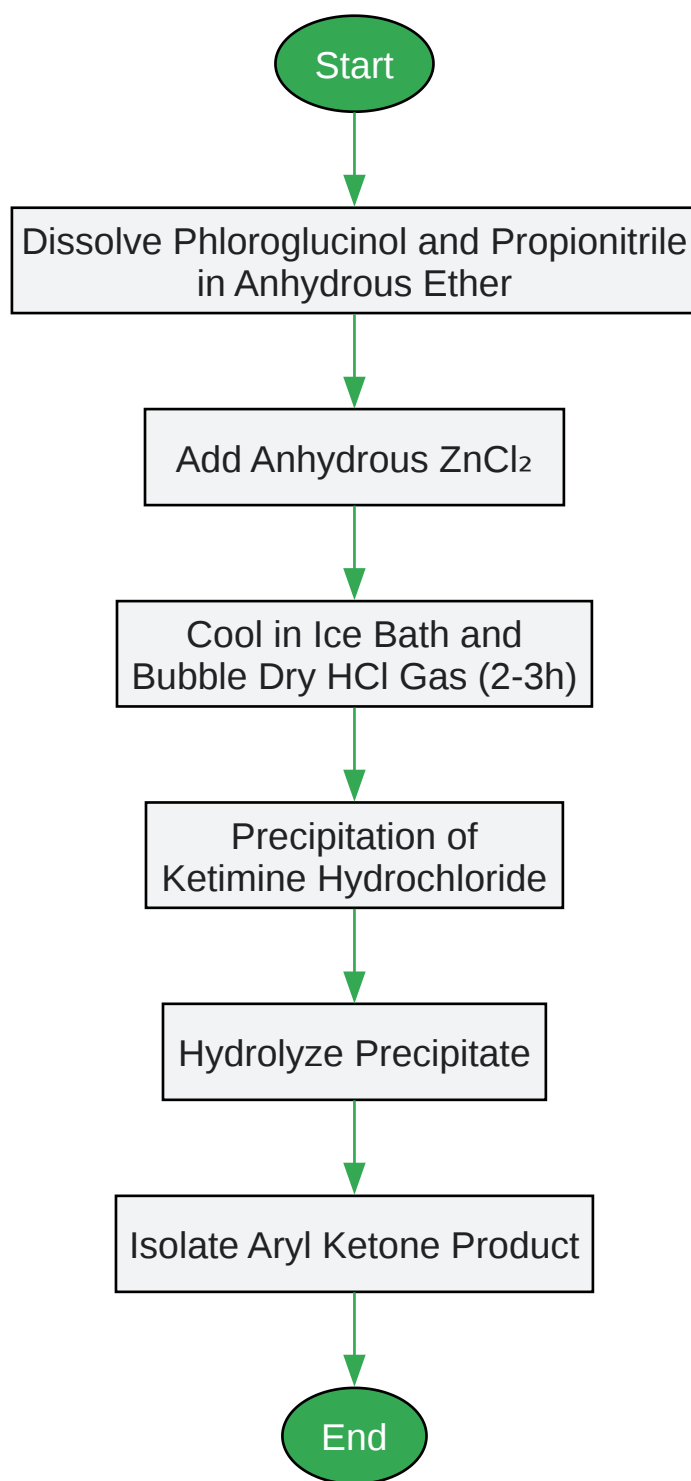 Start
Dissolve Phloroglucinol and Propionitrile
in Anhydrous Ether
Add Anhydrous ZnCl₂
Cool in Ice Bath and
Bubble Dry HCl Gas (2-3h)
Precipitation of
Ketimine Hydrochloride
Hydrolyze Precipitate
Isolate Aryl Ketone Product
End